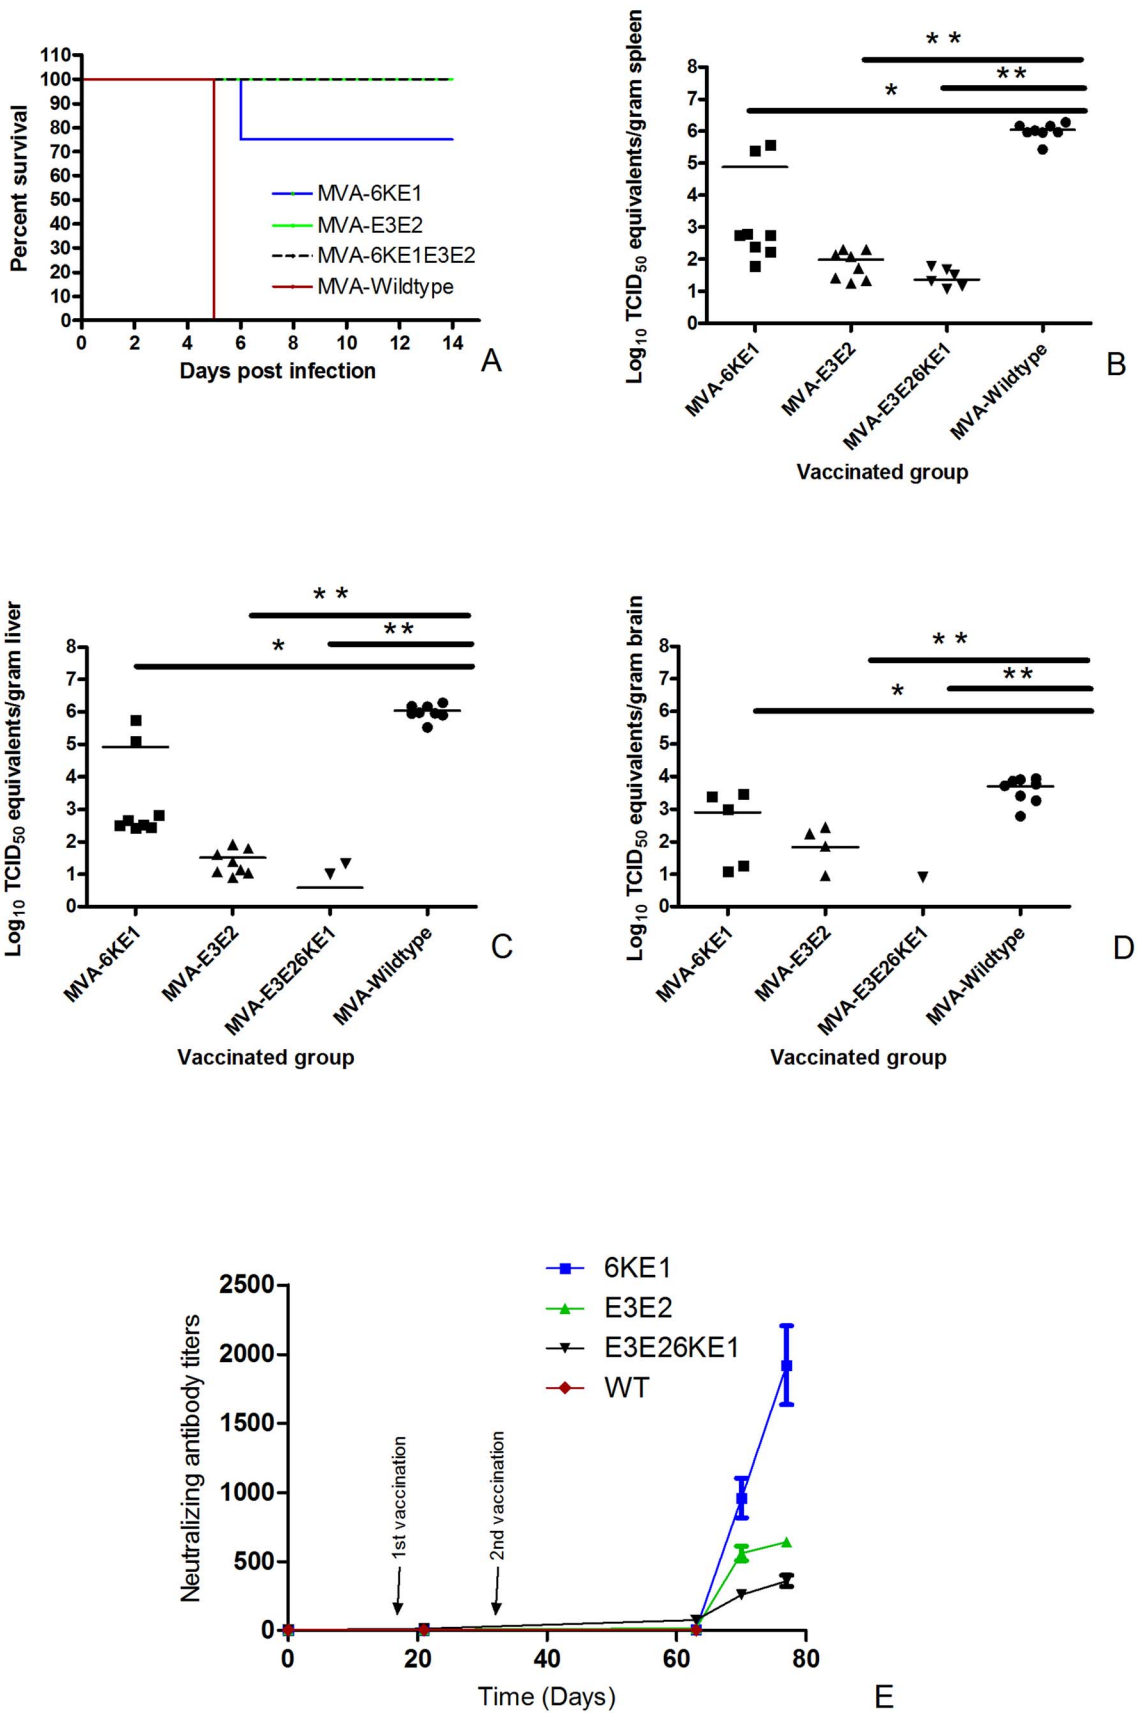 110
100
90
80
70
60
50
40
30
20
10
0
Percent survival
MVA-6KE1
MVA-E3E2
MVA-6KE1E3E2
MVA-Wildtype
0 2 4 6 8 10 12 14
Days post infection
A
Log10 TCID50 equivalents/gram spleen
8
7
6
5
4
3
2
1
0
* *
**
*
MVA-6KE1
MVA-E3E2
MVA-E3E26KE1
MVA-Wildtype
Vaccinated group
B
Log10 TCID50 equivalents/gram liver
8
7
6
5
4
3
2
1
0
* *
**
*
MVA-6KE1
MVA-E3E2
MVA-E3E26KE1
MVA-Wildtype
Vaccinated group
C
Log10 TCID50 equivalents/gram brain
8
7
6
5
4
3
2
1
0
* *
**
*
MVA-6KE1
MVA-E3E2
MVA-E3E26KE1
MVA-Wildtype
Vaccinated group
D
Neutralizing antibody titers
2500
2000
1500
1000
500
0
6KE1
E3E2
E3E26KE1
WT
1st vaccination
2nd vaccination
0 20 40 60 80
Time (Days)
E